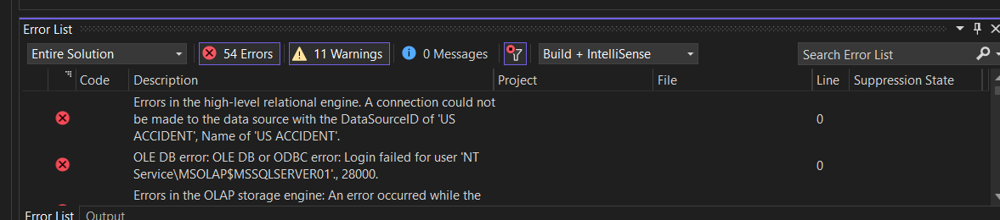 Error List
Entire Solution
54 Errors
11 Warnings
0 Messages
Build + IntelliSense
Search Error List
Code
Description
Project
File
Line
Suppression State
Errors in the high-level relational engine. A connection could not
be made to the data source with the DataSourceID of 'US
ACCIDENT', Name of 'US ACCIDENT'.
0
OLE DB error: OLE DB or ODBC error: Login failed for user 'NT
Service\MSOLAP$MSSQLSERVER01'., 28000.
0
Errors in the OLAP storage engine: An error occurred while the
Error List
Output